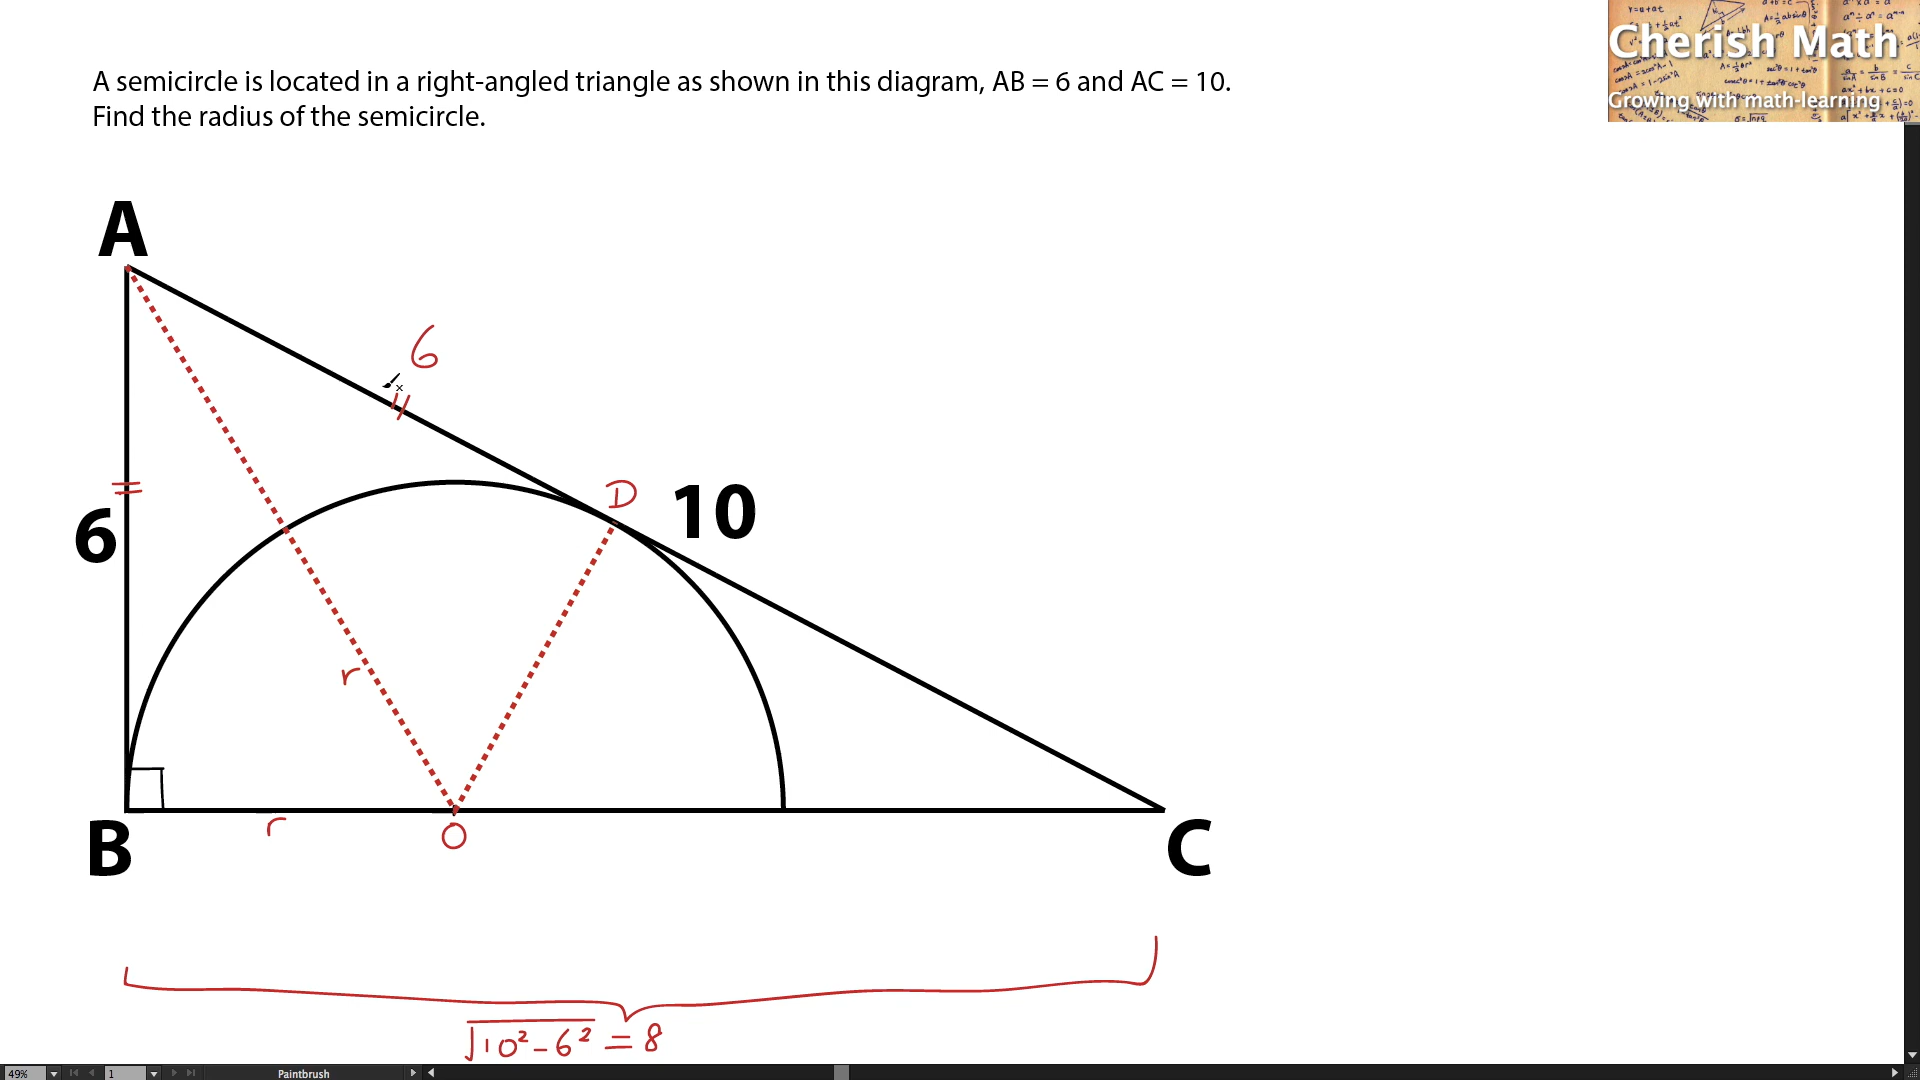 A semicircle is located in a right-angled triangle as shown in this diagram, AB = 6 and AC = 10.
Find the radius of the semicircle.
Cherish Math
Growing with math-learning
A
6
D
10
6
r
B
r
O
C
√10² - 6² = 8
49%
1
Paintbrush